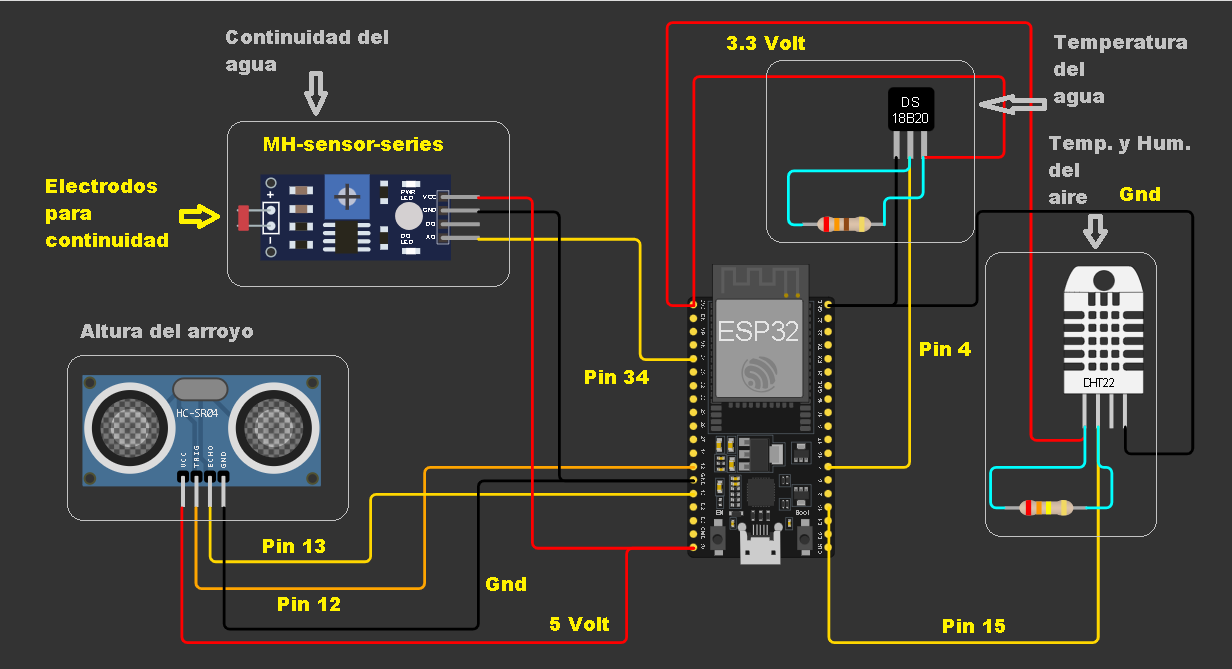 Continuidad del
agua
3.3 Volt
Temperatura
del
agua
DS
18B20
MH-sensor-series
Temp. y Hum.
del
aire
Gnd
Electrodos
para
continuidad
+
PWR
LED
VCC
GND
DO
AO
DO
LED
-
Altura del arroyo
ESP32
Pin 34
Pin 4
DHT22
HC-SR04
VCC
TRIG
ECHO
GND
EN
Boot
Pin 13
Pin 12
Gnd
5 Volt
Pin 15